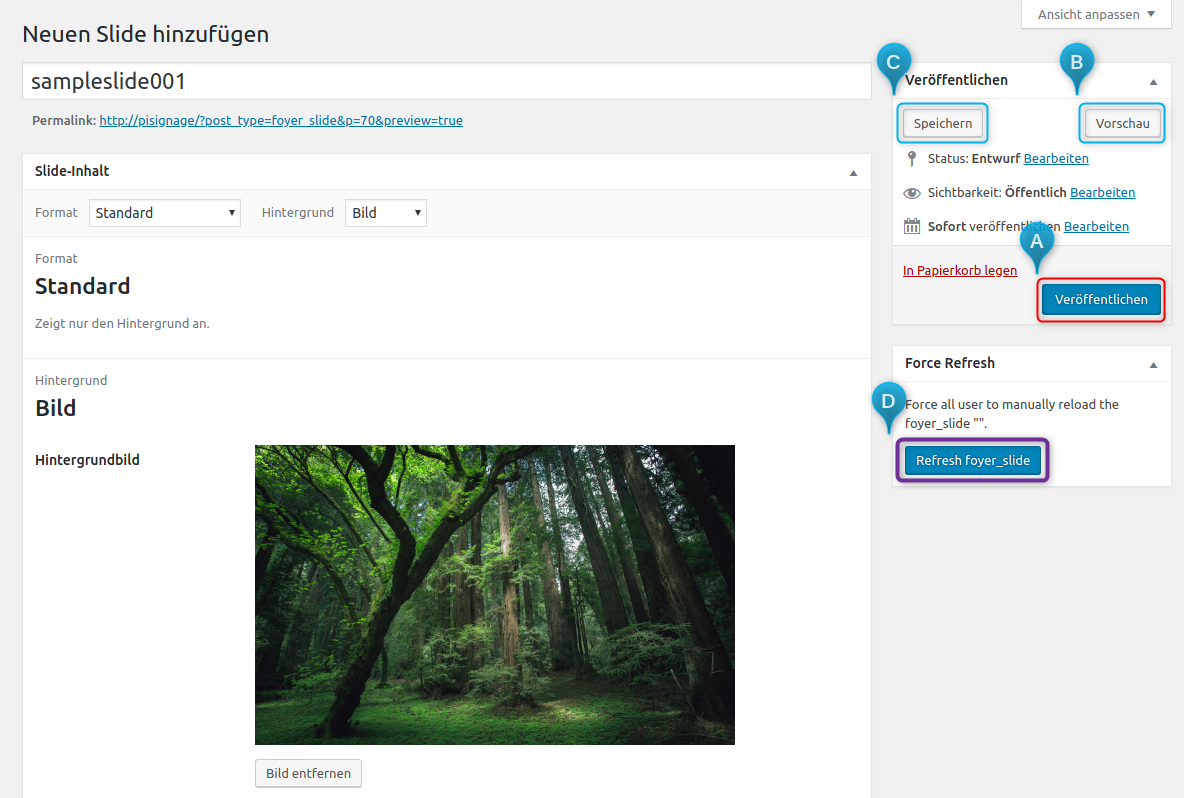 Ansicht anpassen ▼
Neuen Slide hinzufügen
sampleslide001
Permalink: http://pisignage/?post_type=foyer_slide&p=70&preview=true
Slide-Inhalt
Format Standard Hintergrund Bild
Format
Standard
Zeigt nur den Hintergrund an.
Hintergrund
Bild
Hintergrundbild
Bild entfernen
C
B
Veröffentlichen
Speichern Vorschau
Status: Entwurf Bearbeiten
Sichtbarkeit: Öffentlich Bearbeiten
Sofort veröffentlichen Bearbeiten
A
In Papierkorb legen
Veröffentlichen
Force Refresh
D
Force all user to manually reload the
foyer_slide "".
Refresh foyer_slide